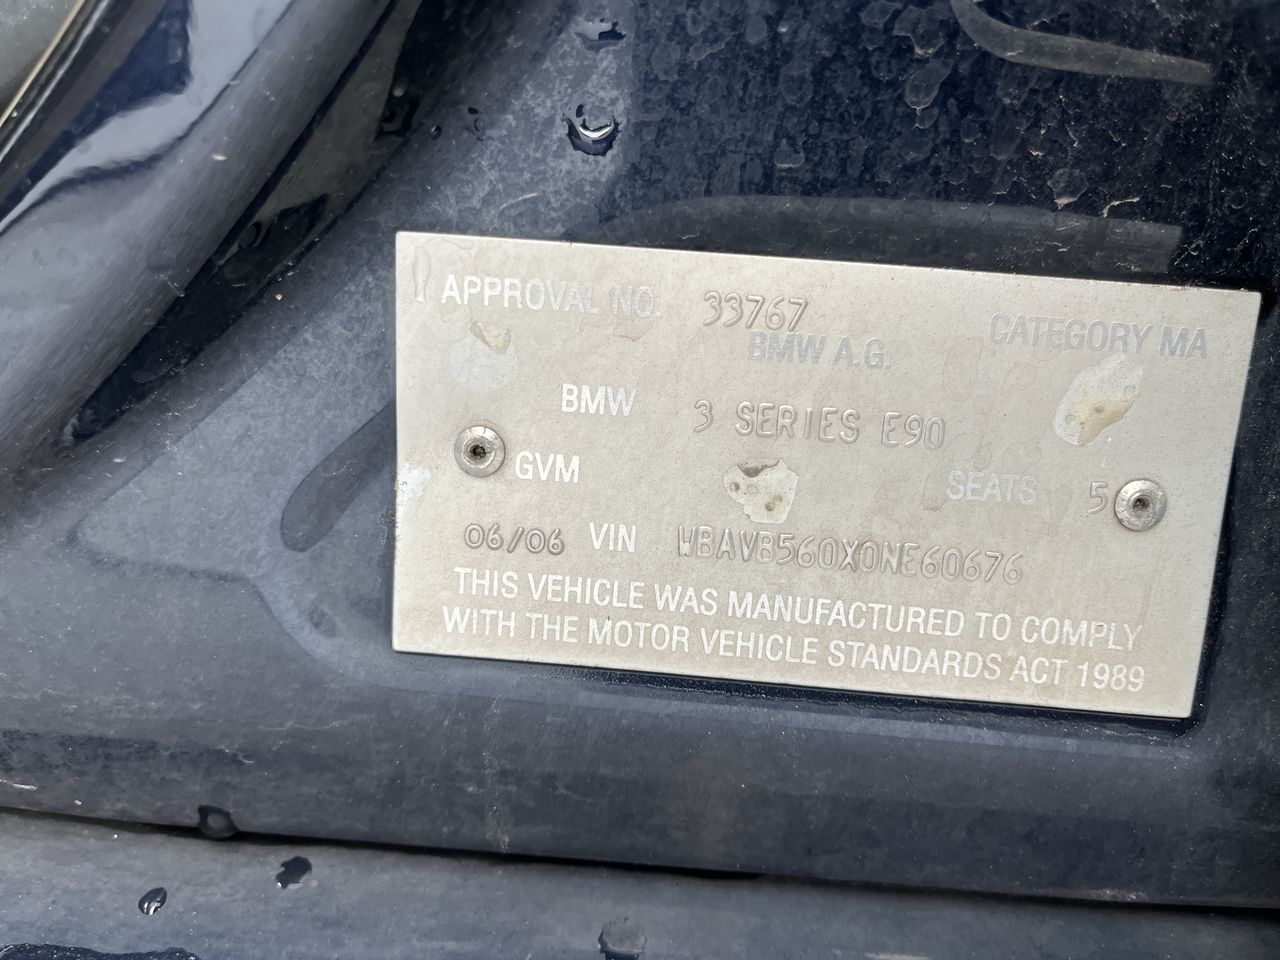 APPROVAL NO: 33767 CATEGORY MA
BMW A.G.
BMW 3 SERIES E90
GVM SEATS 5
06/06 VIN WBAVB560X0NE60676
THIS VEHICLE WAS MANUFACTURED TO COMPLY
WITH THE MOTOR VEHICLE STANDARDS ACT 1989